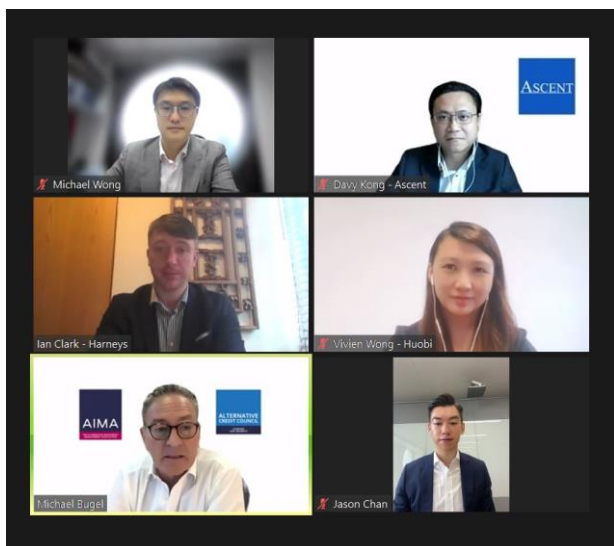 Michael Wong
ASCENT
Davy Kong - Ascent
Ian Clark - Harneys
Vivien Wong - Huobi
AIMA
ALTERNATIVE
CREDIT COUNCIL
Michael Bugel
Jason Chan